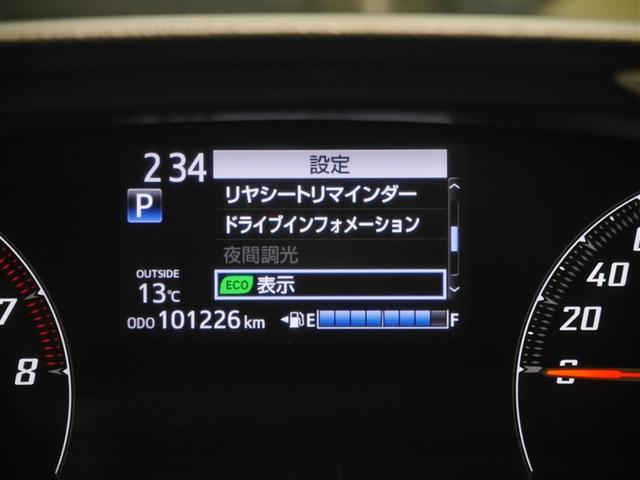 2 34
設定
P
リヤシートリマインダー
ドライブインフォメーション
夜間調光
ECO 表示
OUTSIDE
13℃
ODO 101226 km
E F
7
8
40
20
0